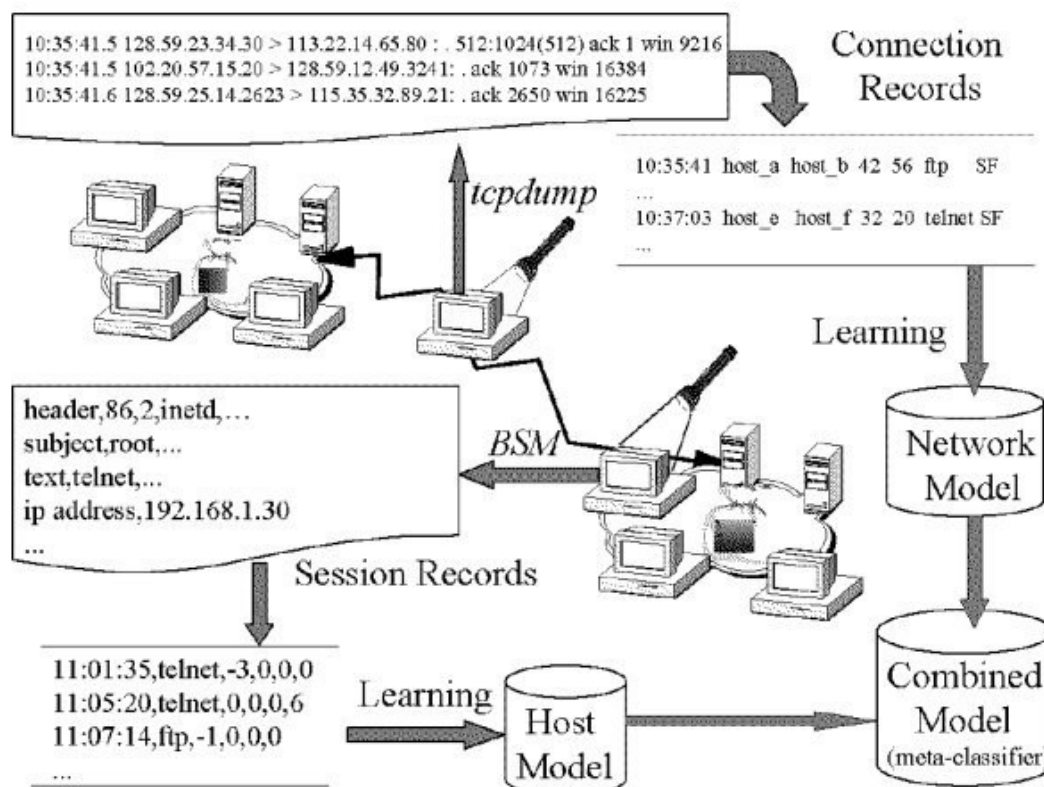 10:35:41.5 128.59.23.34.30 > 113.22.14.65.80 : . 512:1024(512) ack 1 win 9216
10:35:41.5 102.20.57.15.20 > 128.59.12.49.3241: . ack 1073 win 16384
10:35:41.6 128.59.25.14.2623 > 115.35.32.89.21: . ack 2650 win 16225
Connection
Records
10:35:41 host_a host_b 42 56 ftp SF
...
10:37:03 host_e host_f 32 20 telnet SF
...
tcpdump
Learning
header,86,2,inetd,...
subject,root,...
text,telnet,...
ip address,192.168.1.30
...
BSM
Network
Model
Session Records
11:01:35,telnet,-3,0,0,0
11:05:20,telnet,0,0,0,6
11:07:14,ftp,-1,0,0,0
...
Learning
Host
Model
Combined
Model
(meta-classifier)